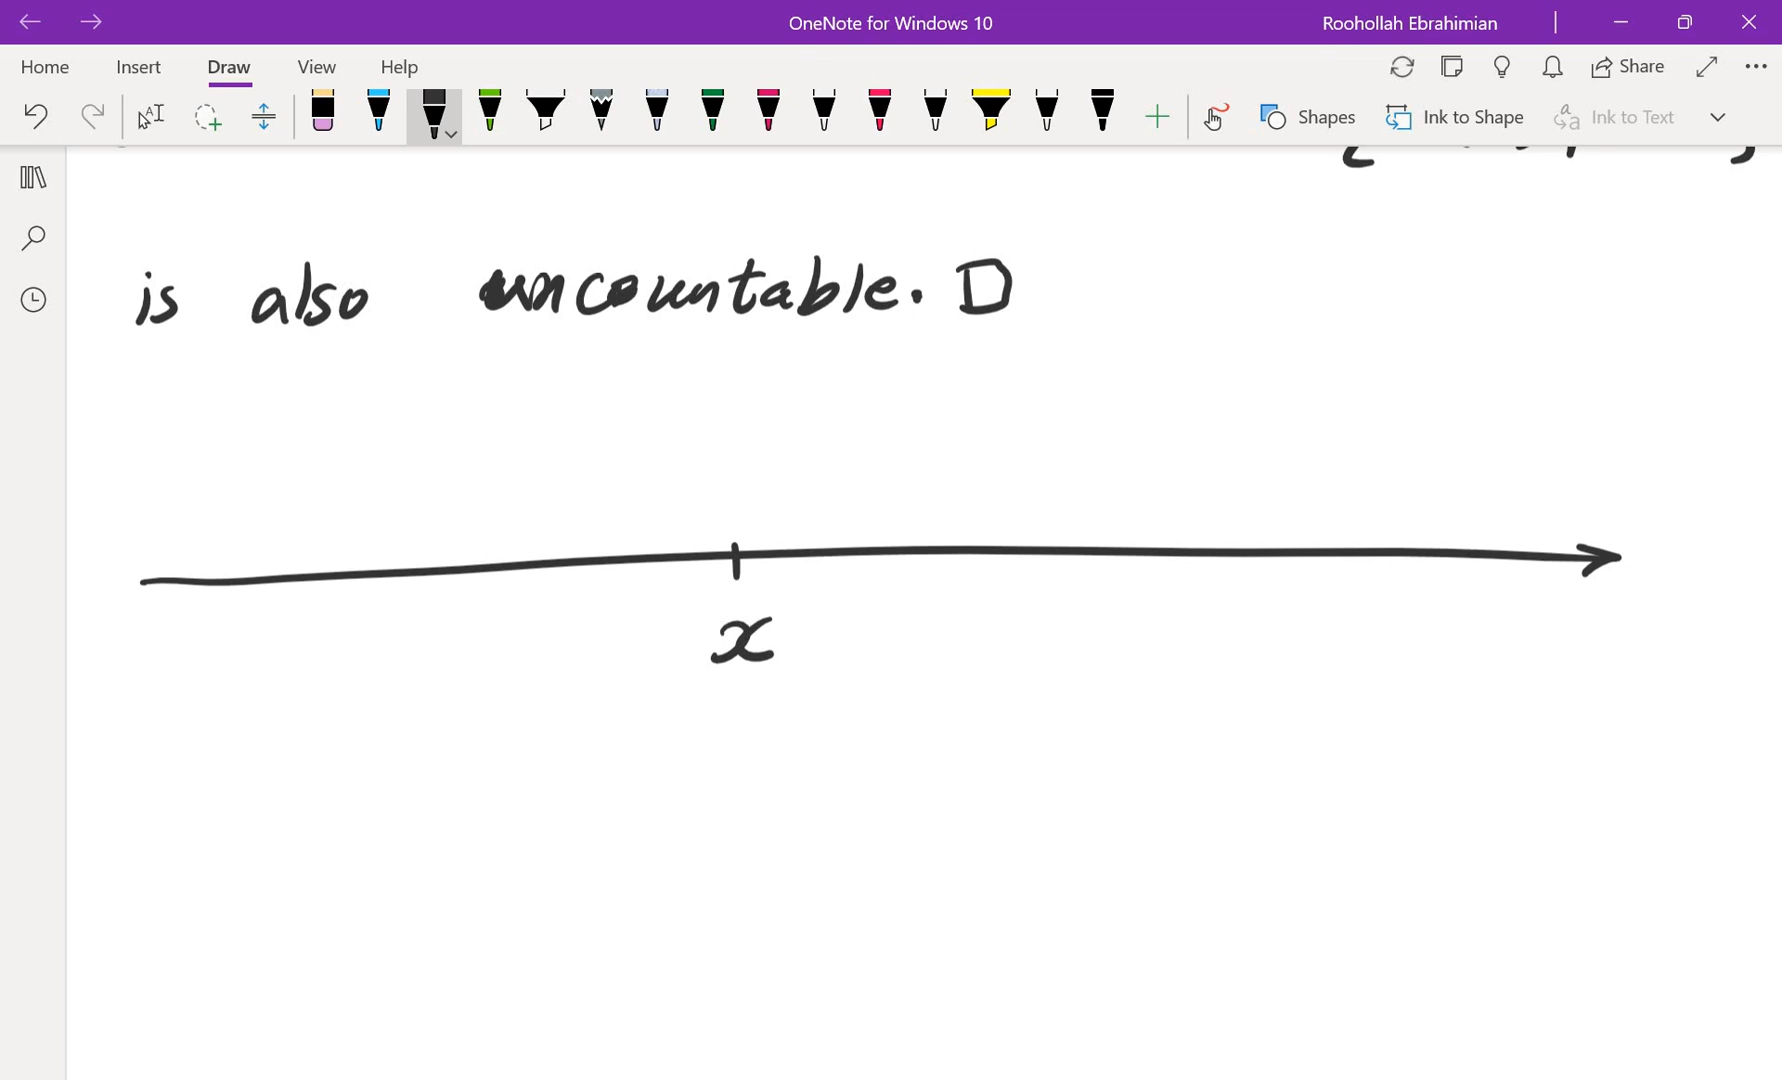 OneNote for Windows 10 Roohollah Ebrahimian
Home Insert Draw View Help Share
Shapes Ink to Shape Ink to Text
is also uncountable. □
x